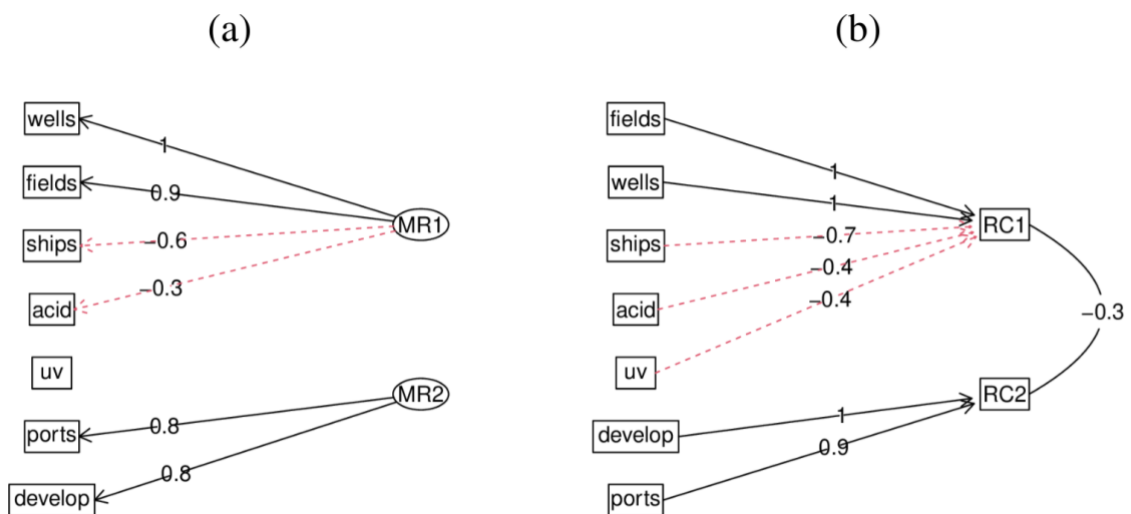 (a)
wells
fields
ships
acid
uv
ports
develop
1
0.9
−0.6
−0.3
0.8
0.8
MR1
MR2
(b)
fields
wells
ships
acid
uv
develop
ports
1
1
−0.7
−0.4
−0.4
1
0.9
RC1
RC2
−0.3